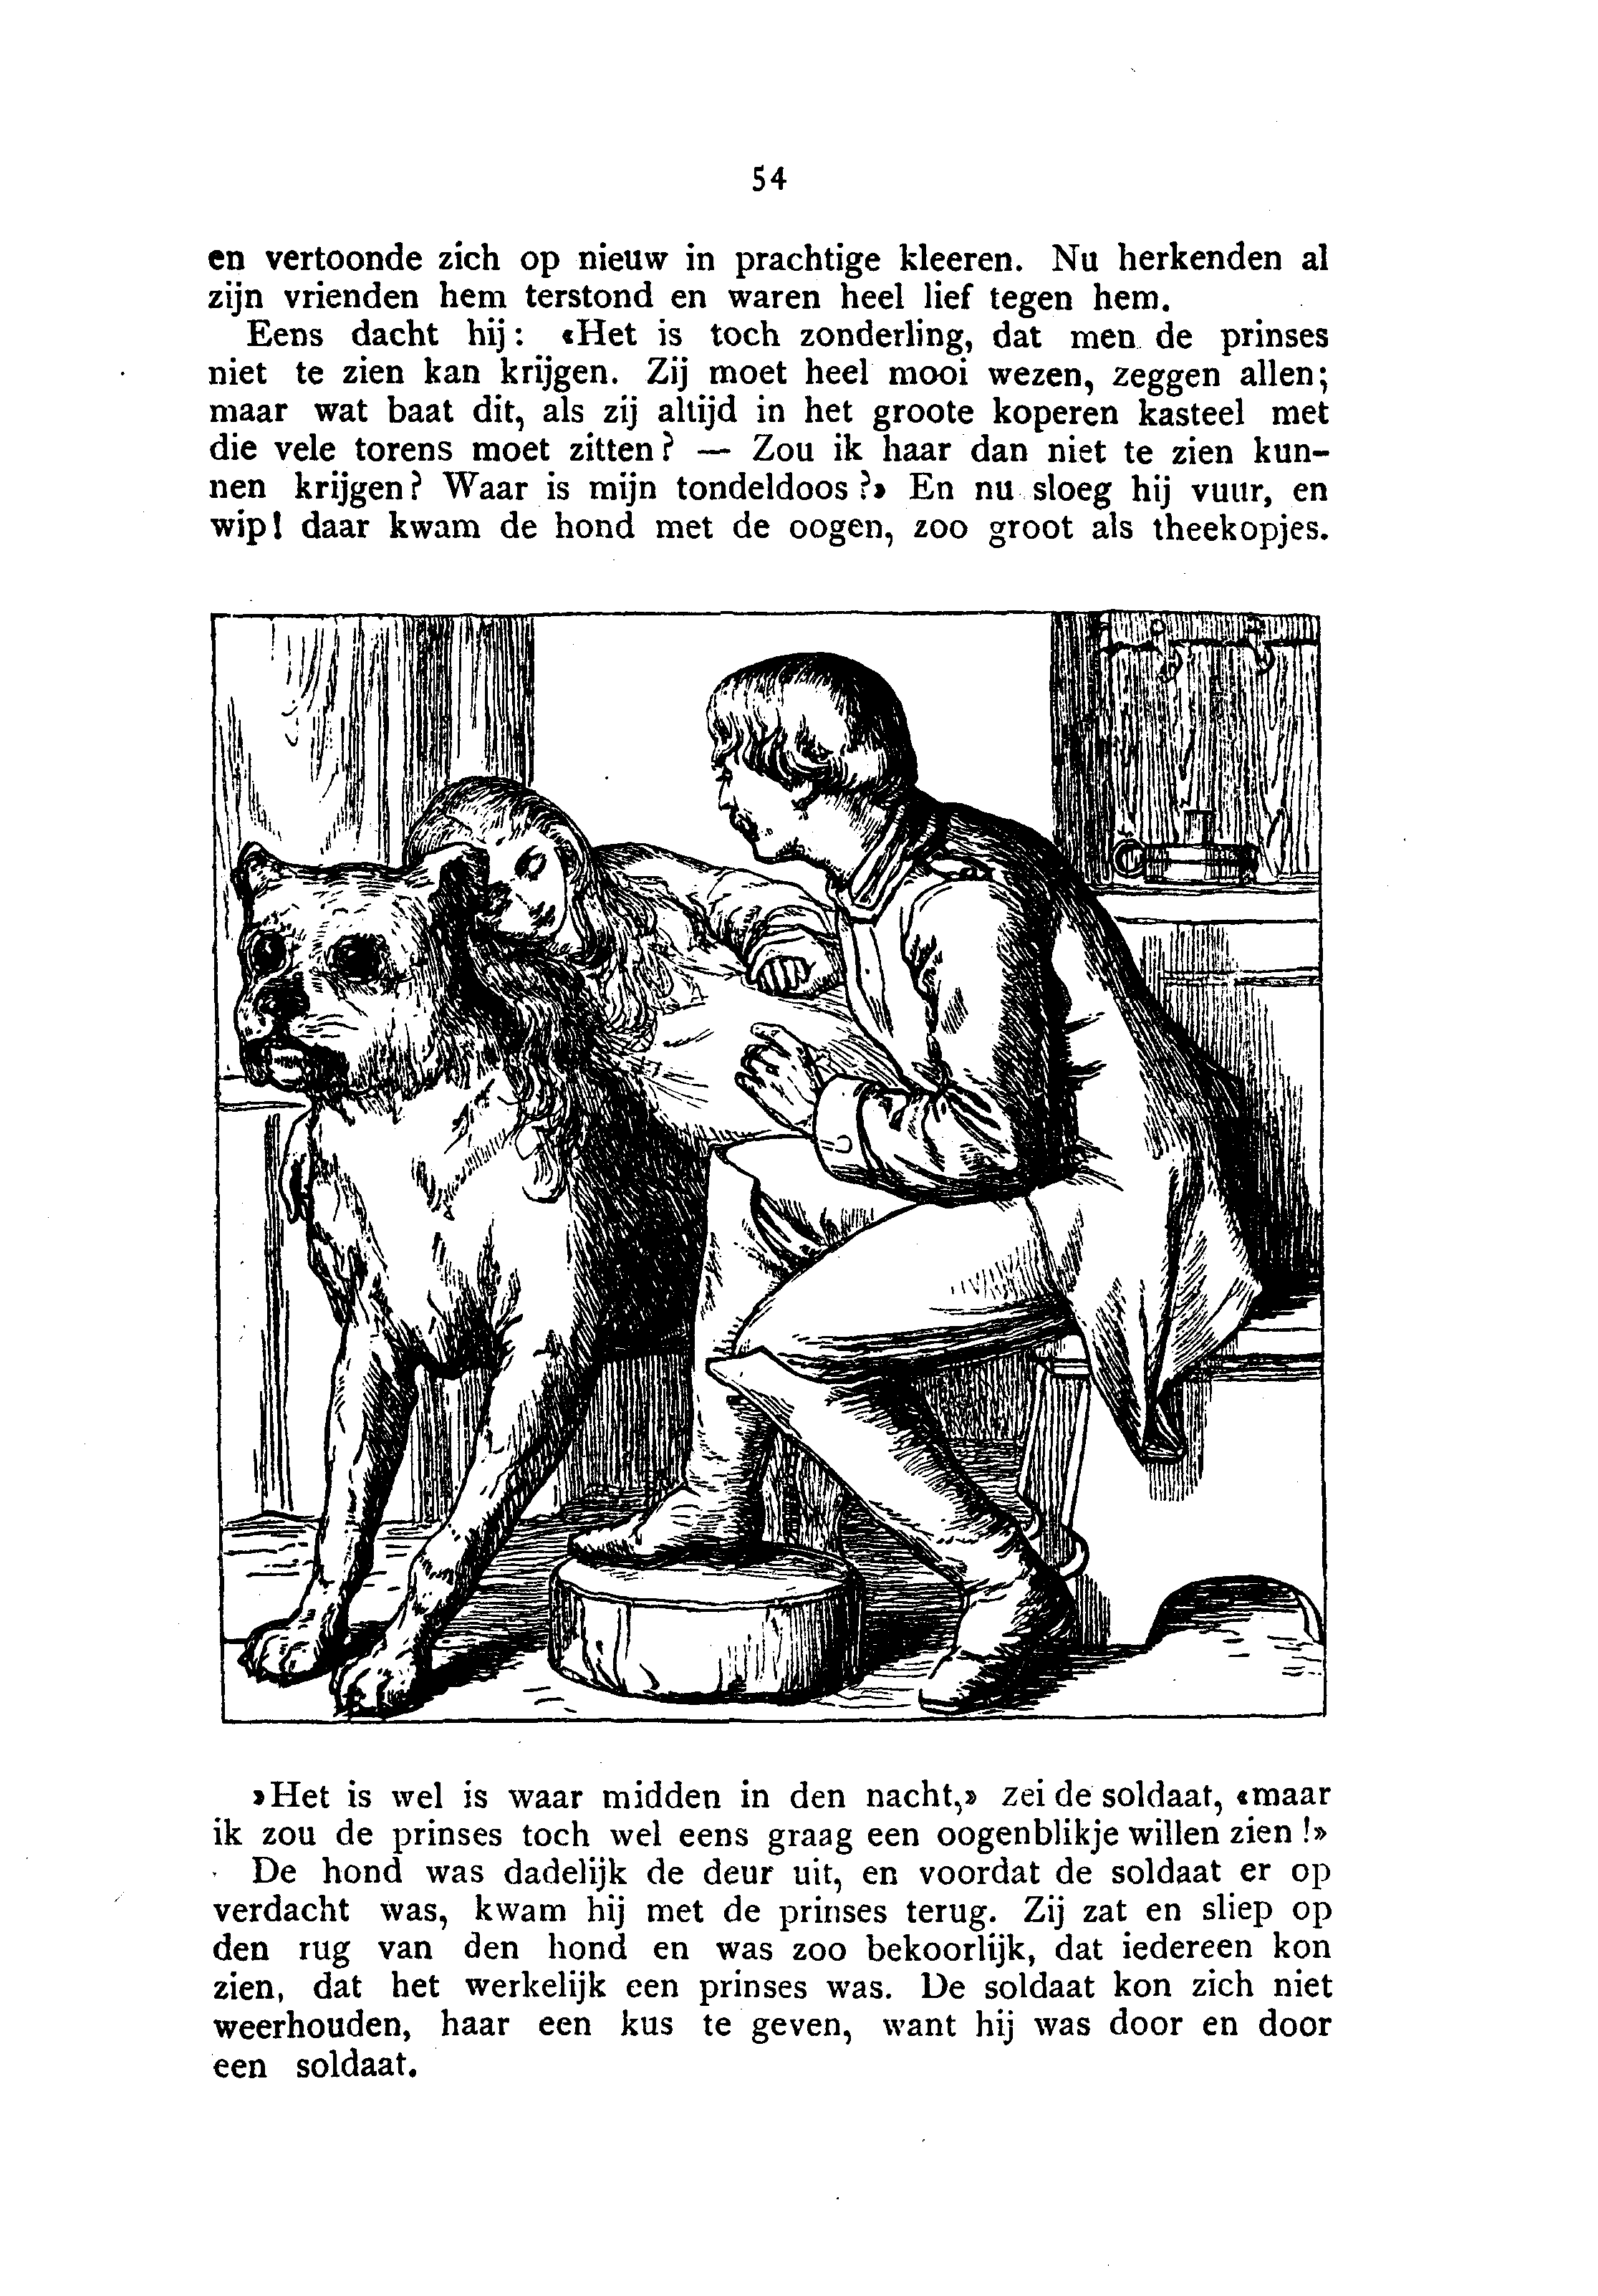 54
en vertoonde zich op nieuw in prachtige kleeren. Nu herkenden al
zijn vrienden hem terstond en waren heel lief tegen hem.
Eens dacht hij: «Het is toch zonderling, dat men de prinses
niet te zien kan krijgen. Zij moet heel mooi wezen, zeggen allen;
maar wat baat dit, als zij altijd in het groote koperen kasteel met
die vele torens moet zitten? — Zou ik haar dan niet te zien kun-
nen krijgen? Waar is mijn tondeldoos?» En nu sloeg hij vuur, en
wip! daar kwam de hond met de oogen, zoo groot als theekopjes.
»Het is wel is waar midden in den nacht,» zei de soldaat, «maar
ik zou de prinses toch wel eens graag een oogenblikje willen zien!»
De hond was dadelijk de deur uit, en voordat de soldaat er op
verdacht was, kwam hij met de prinses terug. Zij zat en sliep op
den rug van den hond en was zoo bekoorlijk, dat iedereen kon
zien, dat het werkelijk een prinses was. De soldaat kon zich niet
weerhouden, haar een kus te geven, want hij was door en door
een soldaat.